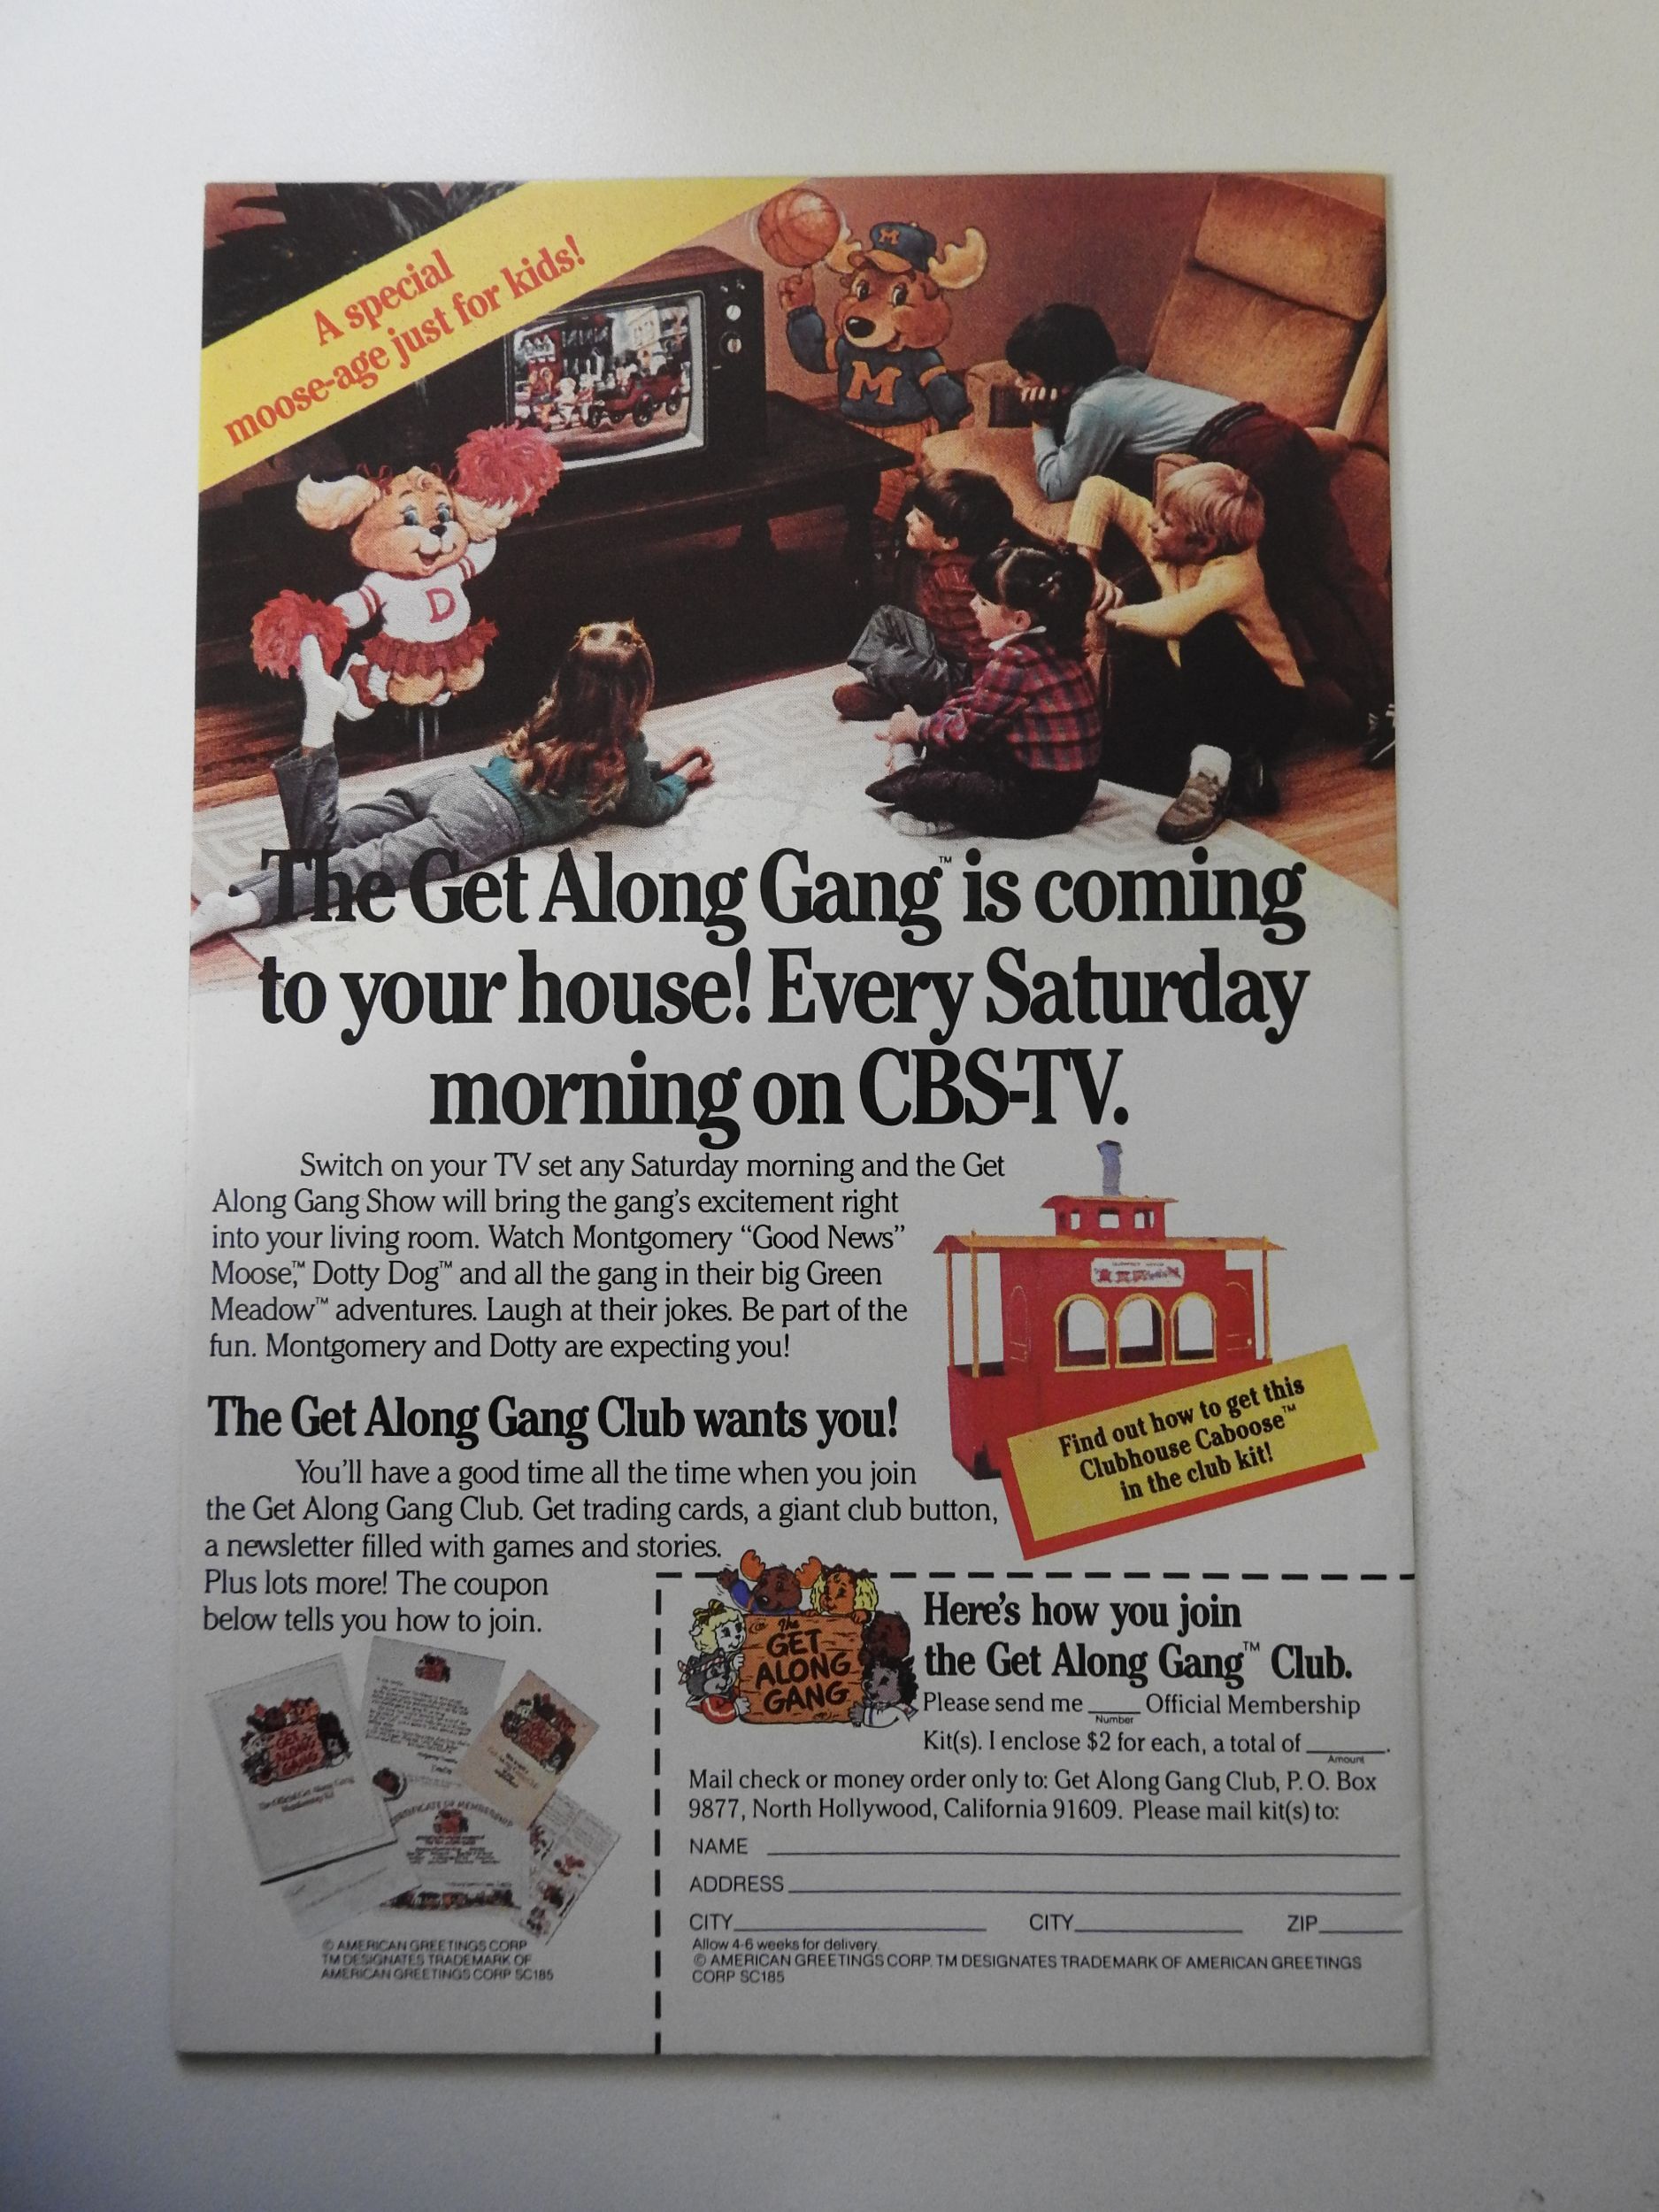 A special
moose-age just for kids!
M
M
D
The Get Along Gang™ is coming
to your house! Every Saturday
morning on CBS-TV.
Switch on your TV set any Saturday morning and the Get
Along Gang Show will bring the gang's excitement right
into your living room. Watch Montgomery “Good News”
Moose,™ Dotty Dog™ and all the gang in their big Green
Meadow™ adventures. Laugh at their jokes. Be part of the
fun. Montgomery and Dotty are expecting you!
Find out how to get this
Clubhouse Caboose™
in the club kit!
The Get Along Gang Club wants you!
You'll have a good time all the time when you join
the Get Along Gang Club. Get trading cards, a giant club button,
a newsletter filled with games and stories.
Plus lots more! The coupon
below tells you how to join.
GET
ALONG
GANG
CERTIFICATE OF MEMBERSHIP
© AMERICAN GREETINGS CORP
TM DESIGNATES TRADEMARK OF
AMERICAN GREETINGS CORP SC185
The
GET
ALONG
GANG
Here's how you join
the Get Along Gang™ Club.
Please send me ____ Official Membership
Number
Kit(s). I enclose $2 for each, a total of ______.
Amount
Mail check or money order only to: Get Along Gang Club, P.O. Box
9877, North Hollywood, California 91609. Please mail kit(s) to:
NAME
ADDRESS
CITY CITY ZIP
Allow 4-6 weeks for delivery.
© AMERICAN GREETINGS CORP. TM DESIGNATES TRADEMARK OF AMERICAN GREETINGS
CORP SC185